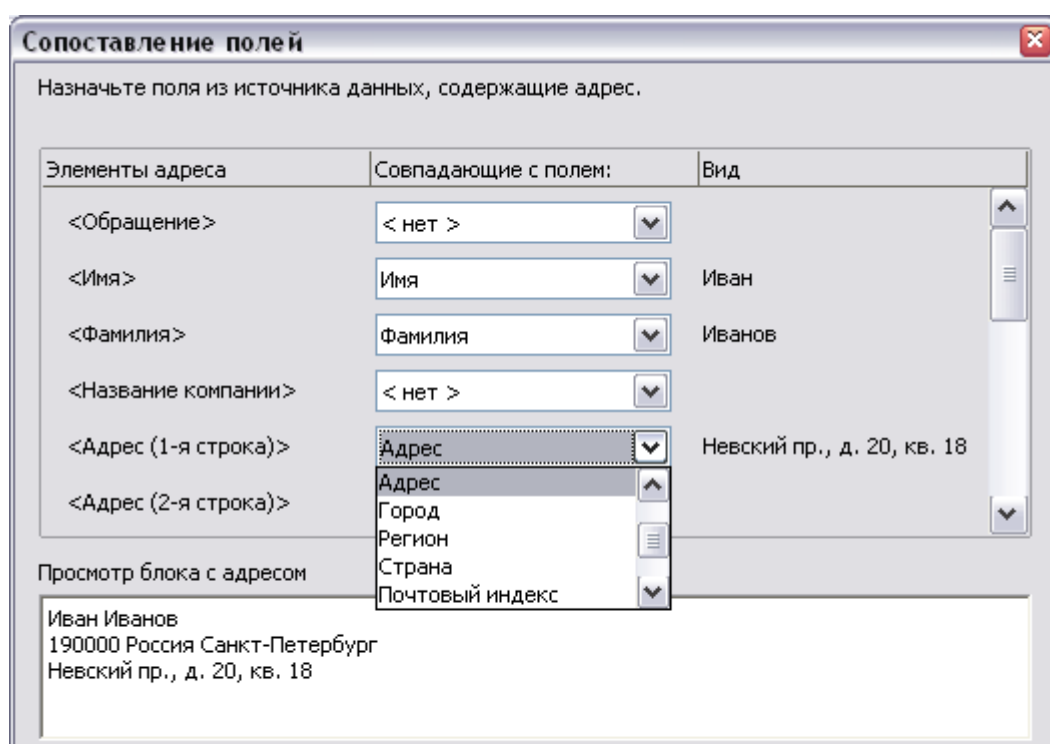 Сопоставление полей
Назначьте поля из источника данных, содержащие адрес.
Элементы адреса Совпадающие с полем: Вид
<Обращение> < нет >
<Имя> Имя Иван
<Фамилия> Фамилия Иванов
<Название компании> < нет >
<Адрес (1-я строка)> Адрес Невский пр., д. 20, кв. 18
Адрес
<Адрес (2-я строка)> Город
Регион
Страна
Почтовый индекс
Просмотр блока с адресом
Иван Иванов
190000 Россия Санкт-Петербург
Невский пр., д. 20, кв. 18